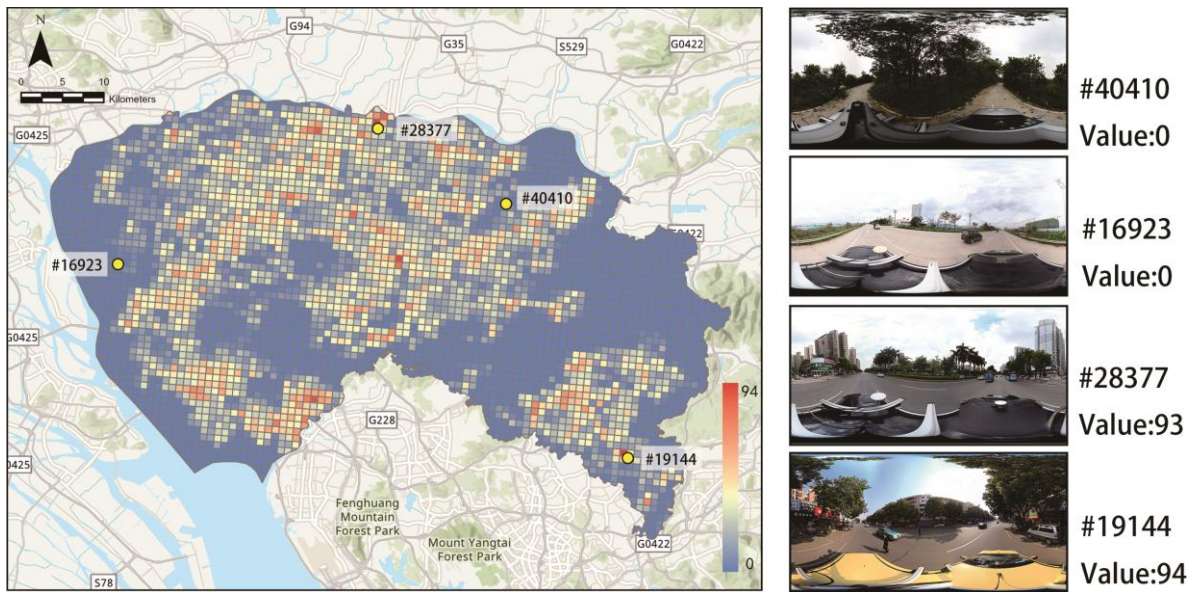 N
G94
G35
S529
G0422
0 5 10
Kilometers
G0425
#28377
#40410
G0422
#16923
G0425
94
G228
#19144
G0425
Fenghuang
Mountain
Forest Park
Mount Yangtai
Forest Park
G0422
0
S78
#40410
Value:0
#16923
Value:0
#28377
Value:93
#19144
Value:94